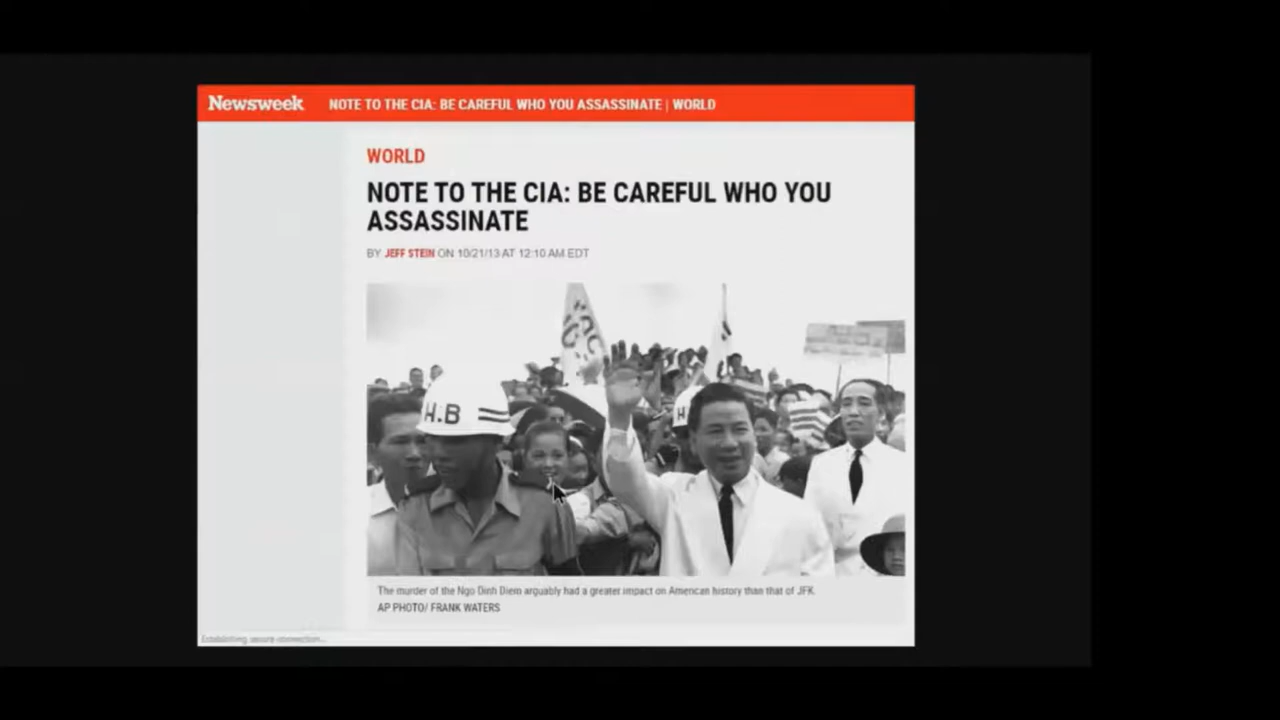 Newsweek NOTE TO THE CIA: BE CAREFUL WHO YOU ASSASSINATE | WORLD
WORLD
NOTE TO THE CIA: BE CAREFUL WHO YOU
ASSASSINATE
BY JEFF STEIN ON 10/21/13 AT 12:10 AM EDT
H.B
The murder of the Ngo Dinh Diem arguably had a greater impact on American history than that of JFK.
AP PHOTO/ FRANK WATERS
Establishing secure connection...